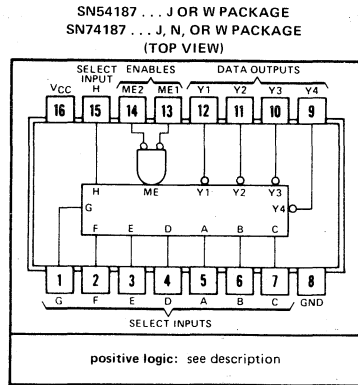 SN54187 ... J OR W PACKAGE
SN74187 ... J, N, OR W PACKAGE
(TOP VIEW)
SELECT INPUT ENABLES DATA OUTPUTS
VCC H ME2 ME1 Y1 Y2 Y3 Y4
16 15 14 13 12 11 10 9
H ME Y1 Y2 Y3
G Y4
F E D A B C
1 2 3 4 5 6 7 8
G F E D A B C GND
SELECT INPUTS
positive logic: see description